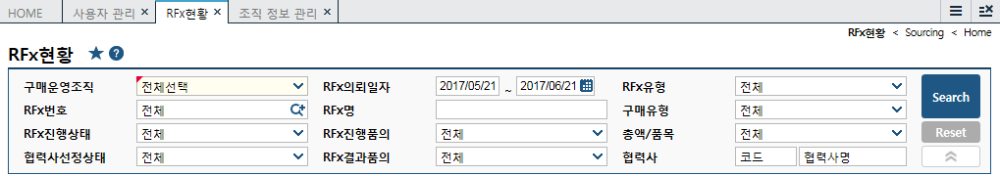 HOME 사용자 관리 × RFx현황 × 조직 정보 관리 ×
RFx현황 < Sourcing < Home
RFx현황
구매운영조직 전체선택 RFx의뢰일자 2017/05/21 ~ 2017/06/21 RFx유형 전체 Search
RFx번호 전체 RFx명 구매유형 전체
RFx진행상태 전체 RFx진행품의 전체 총액/품목 전체 Reset
협력사선정상태 전체 RFx결과품의 전체 협력사 코드 협력사명